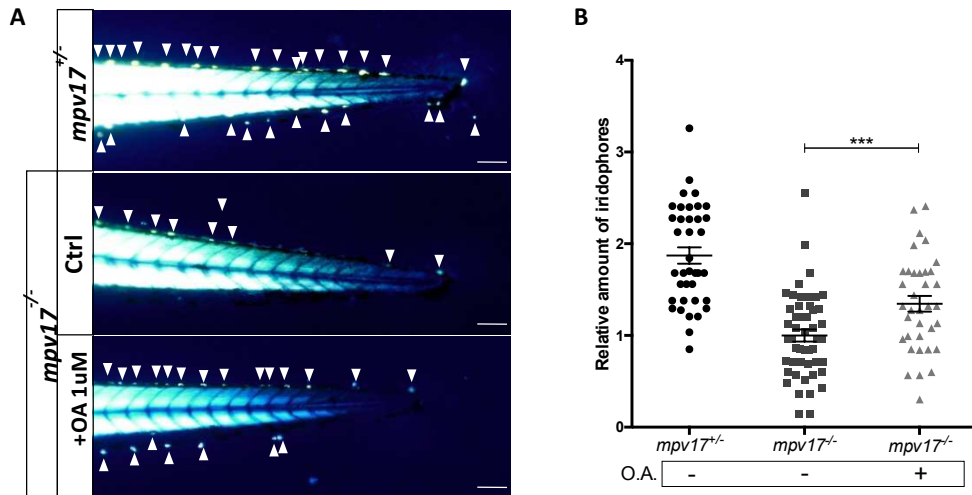 A
B
mpv17+/-
mpv17-/-
Ctrl
+OA 1uM
Relative amount of iridophores
4
3
2
1
0
***
mpv17+/- mpv17-/- mpv17-/-
O.A. - - +